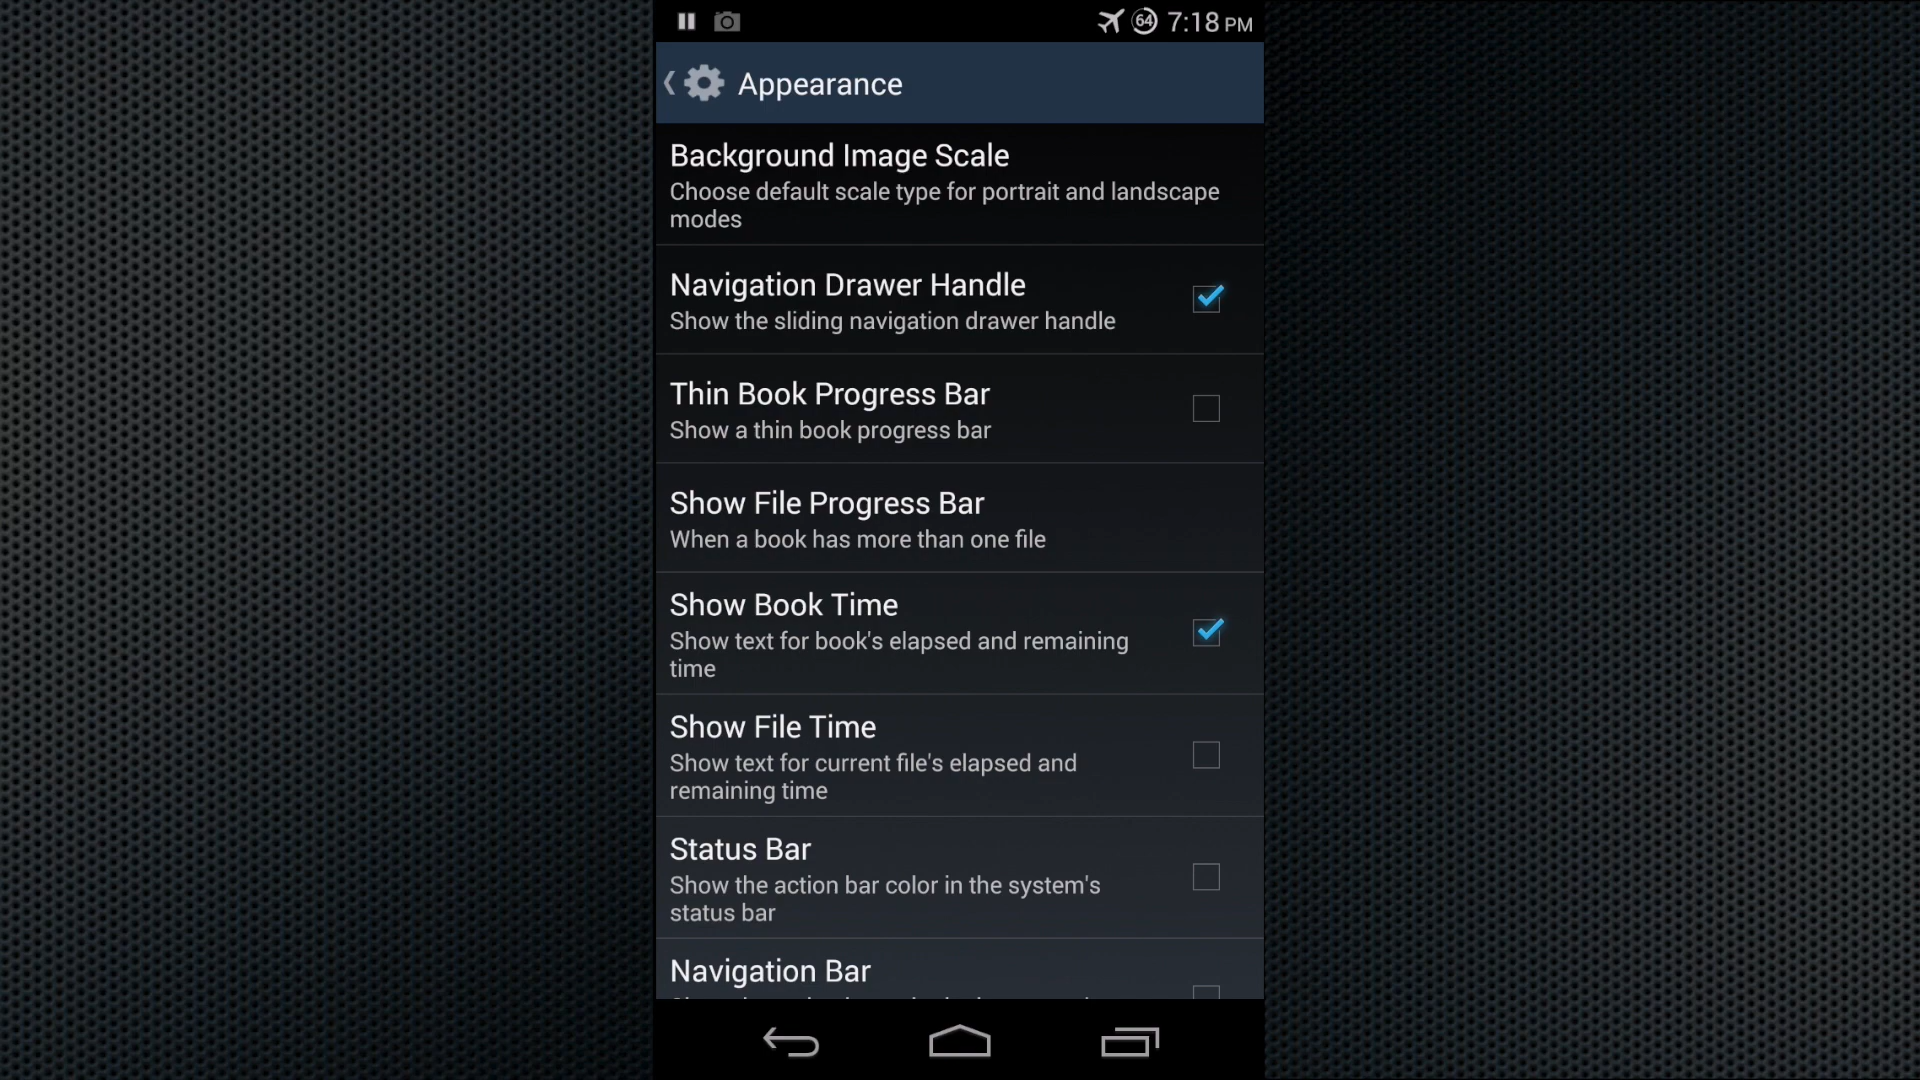 64 7:18 PM
Appearance
Background Image Scale
Choose default scale type for portrait and landscape
modes
Navigation Drawer Handle
Show the sliding navigation drawer handle
Thin Book Progress Bar
Show a thin book progress bar
Show File Progress Bar
When a book has more than one file
Show Book Time
Show text for book's elapsed and remaining
time
Show File Time
Show text for current file's elapsed and
remaining time
Status Bar
Show the action bar color in the system's
status bar
Navigation Bar